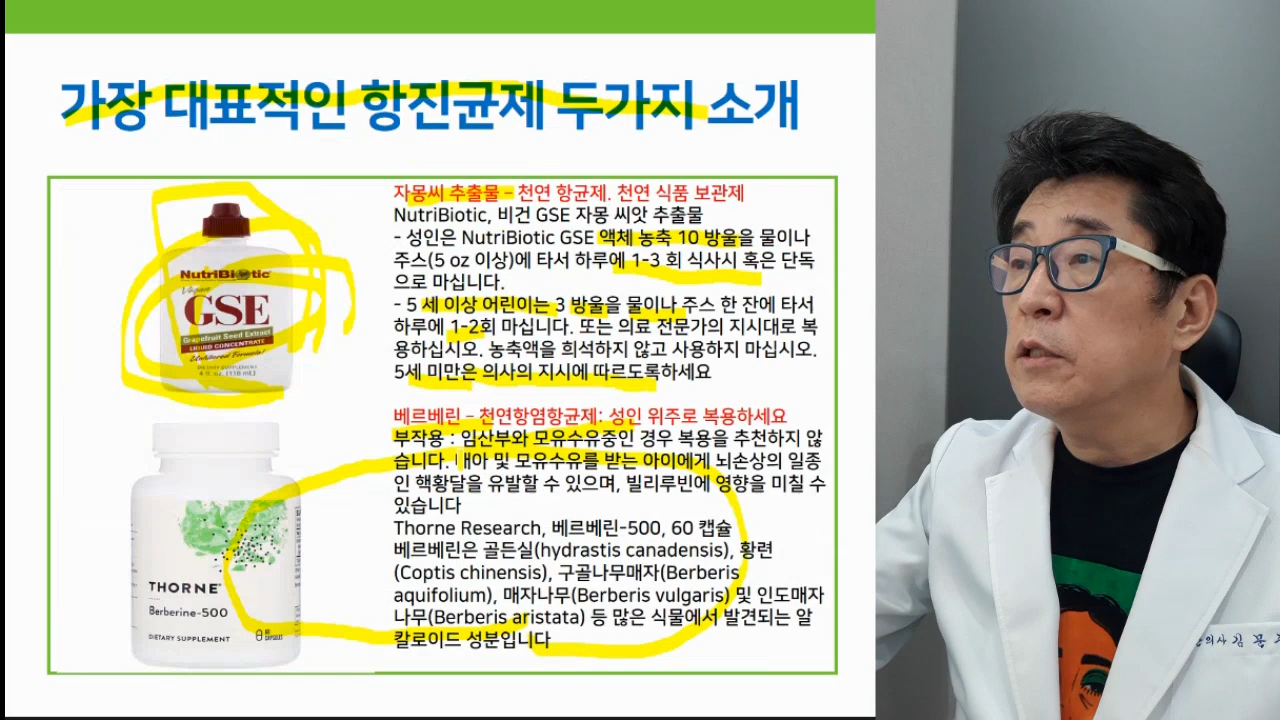 가장 대표적인 항진균제 두가지 소개
자몽씨 추출물 – 천연 항균제. 천연 식품 보관제
NutriBiotic, 비건 GSE 자몽 씨앗 추출물
- 성인은 NutriBiotic GSE 액체 농축 10 방울을 물이나
주스(5 oz 이상)에 타서 하루에 1-3 회 식사시 혹은 단독
으로 마십니다.
- 5 세 이상 어린이는 3 방울을 물이나 주스 한 잔에 타서
하루에 1-2회 마십니다. 또는 의료 전문가의 지시대로 복
용하십시오. 농축액을 희석하지 않고 사용하지 마십시오.
5세 미만은 의사의 지시에 따르도록하세요
NutriBiotic
Vegan
GSE
Grapefruit Seed Extract
LIQUID CONCENTRATE
DIETARY SUPPLEMENT
4 fl. oz. (118 mL)
베르베린 – 천연항염항균제: 성인 위주로 복용하세요
부작용 : 임산부와 모유수유중인 경우 복용을 추천하지 않
습니다. 태아 및 모유수유를 받는 아이에게 뇌손상의 일종
인 핵황달을 유발할 수 있으며, 빌리루빈에 영향을 미칠 수
있습니다
Thorne Research, 베르베린-500, 60 캡슐
베르베린은 골든실(hydrastis canadensis), 황련
(Coptis chinensis), 구골나무매자(Berberis
aquifolium), 매자나무(Berberis vulgaris) 및 인도매자
나무(Berberis aristata) 등 많은 식물에서 발견되는 알
칼로이드 성분입니다
THORNE
Berberine-500
DIETARY SUPPLEMENT
60 CAPSULES
의사 김